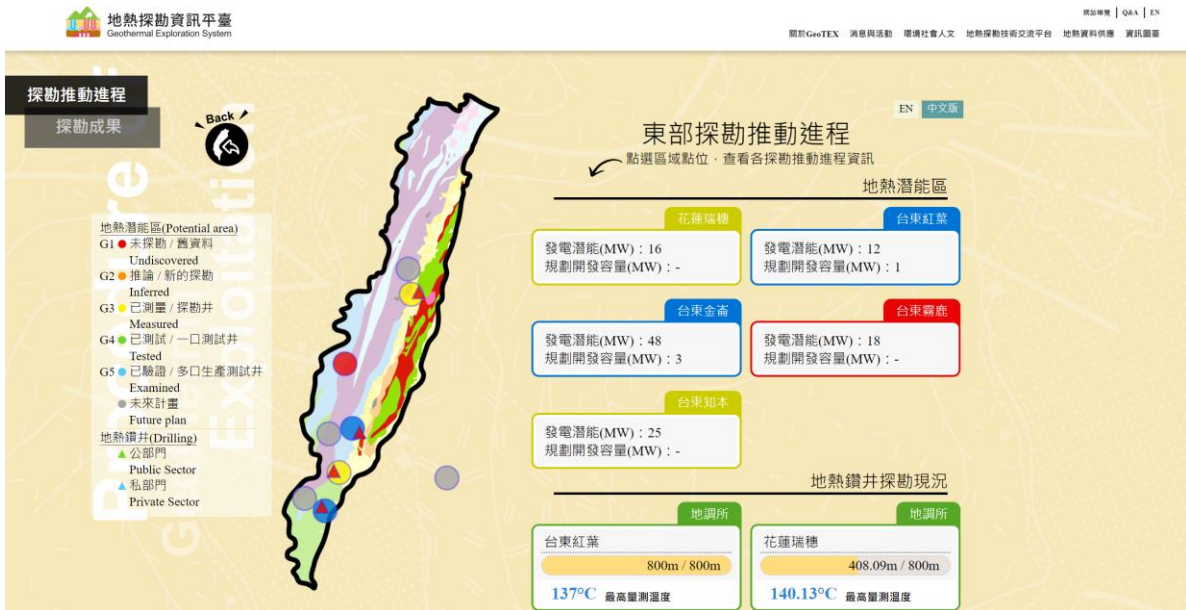 地熱探勘資訊平臺
Geothermal Exploration System
網站導覽 | Q&A | EN
關於GeoTEX 消息與活動 環境社會人文 地熱探勘技術交流平台 地熱資料供應 資訊圖臺
探勘推動進程
探勘成果
Back
EN 中文版
東部探勘推動進程
點選區域點位，查看各探勘推動進程資訊
地熱潛能區(Potential area)
G1 未探勘 / 舊資料
Undiscovered
G2 推論 / 新的探勘
Inferred
G3 已測量 / 探勘井
Measured
G4 已測試 / 一口測試井
Tested
G5 已驗證 / 多口生產測試井
Examined
未來計畫
Future plan
地熱鑽井(Drilling)
公部門
Public Sector
私部門
Private Sector
地熱潛能區
花蓮瑞穗
發電潛能(MW)：16
規劃開發容量(MW)：-
台東紅葉
發電潛能(MW)：12
規劃開發容量(MW)：1
台東金崙
發電潛能(MW)：48
規劃開發容量(MW)：3
台東霧鹿
發電潛能(MW)：18
規劃開發容量(MW)：-
台東知本
發電潛能(MW)：25
規劃開發容量(MW)：-
地熱鑽井探勘現況
地調所
台東紅葉
800m / 800m
137°C 最高量測溫度
地調所
花蓮瑞穗
408.09m / 800m
140.13°C 最高量測溫度